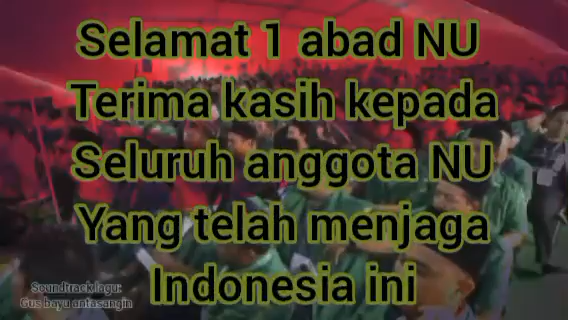 Selamat 1 abad NU
Terima kasih kepada
Seluruh anggota NU
Yang telah menjaga
Indonesia ini
Soundtrack lagu:
Gus bayu antasangin